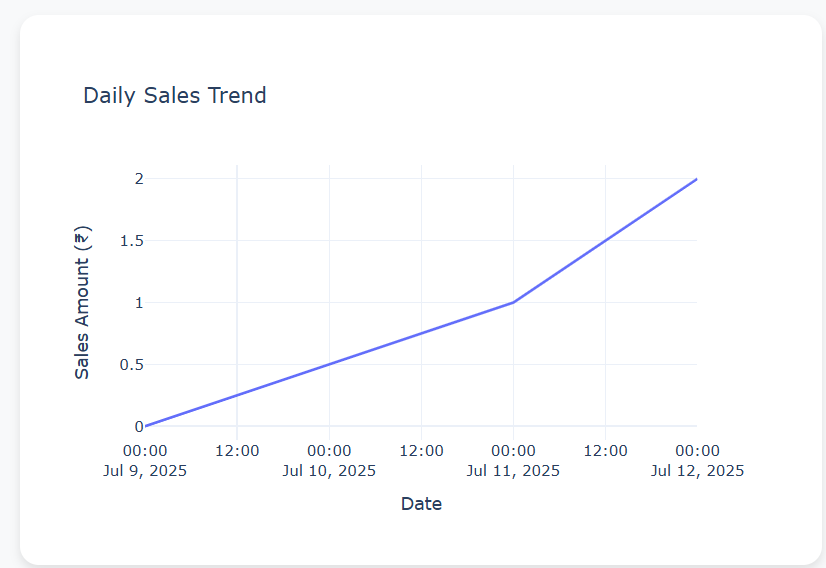 Daily Sales Trend
Sales Amount (₹)
2
1.5
1
0.5
0
00:00 12:00 00:00 12:00 00:00 12:00 00:00
Jul 9, 2025 Jul 10, 2025 Jul 11, 2025 Jul 12, 2025
Date